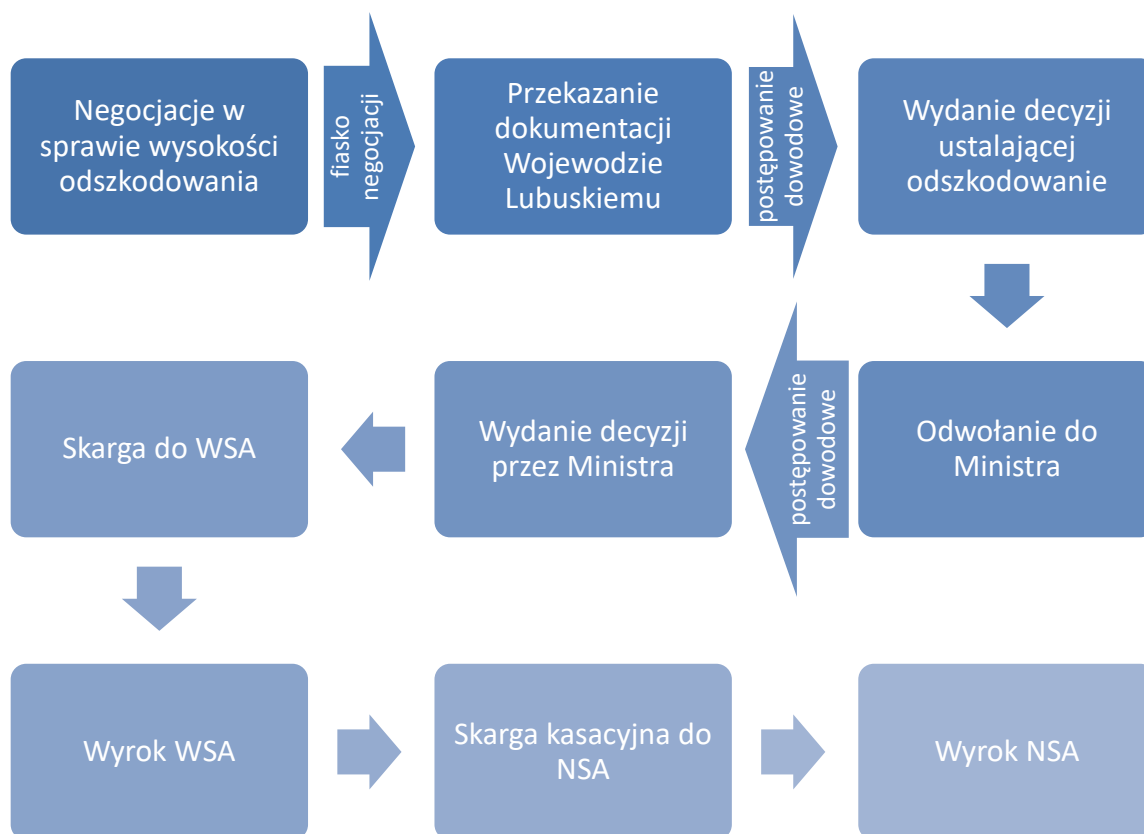 Negocjacje w
sprawie wysokości
odszkodowania
fiasko
negocjacji
Przekazanie
dokumentacji
Wojewodzie
Lubuskiemu
postępowanie
dowodowe
Wydanie decyzji
ustalającej
odszkodowanie
Odwołanie do
Ministra
postępowanie
dowodowe
Wydanie decyzji
przez Ministra
Skarga do WSA
Wyrok WSA
Skarga kasacyjna do
NSA
Wyrok NSA